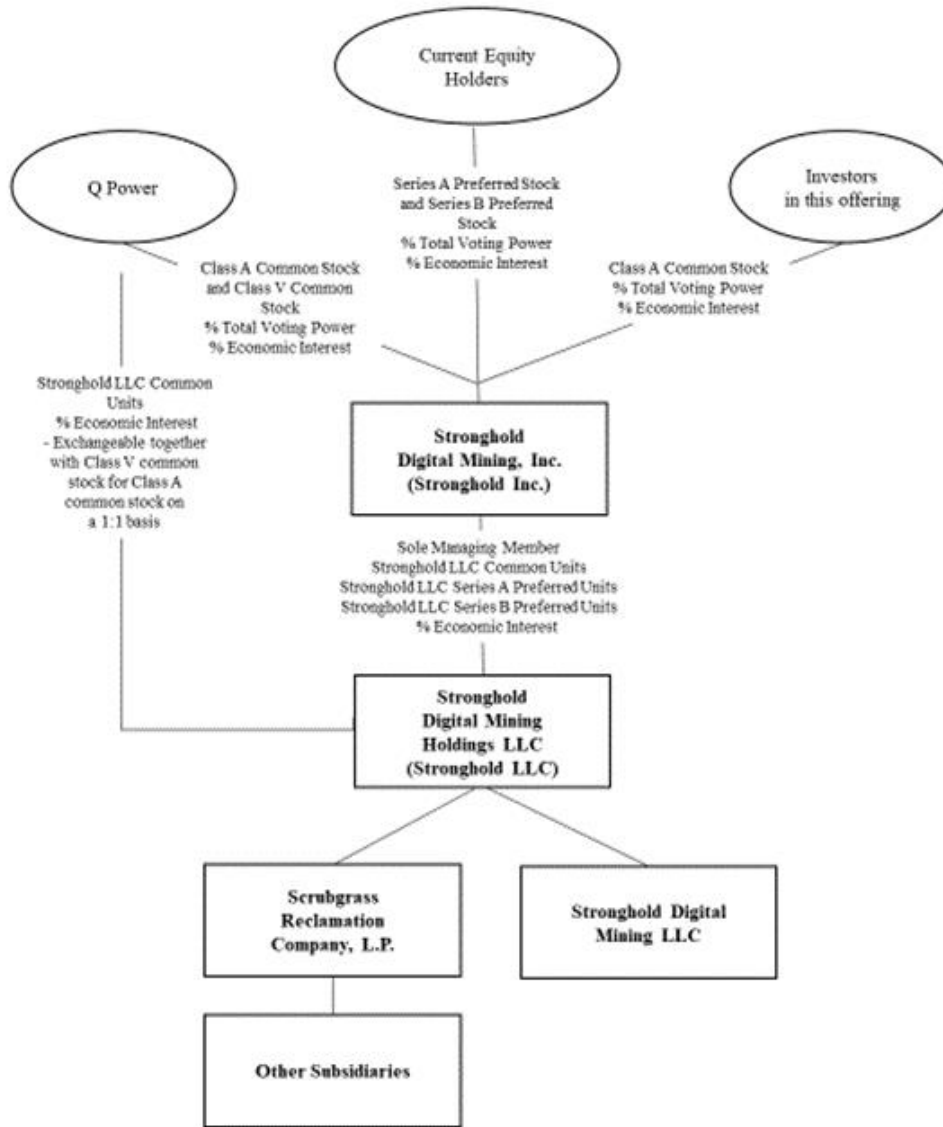 Current Equity
Holders
Q Power
Investors
in this offering
Series A Preferred Stock
and Series B Preferred
Stock
% Total Voting Power
% Economic Interest
Class A Common Stock
and Class V Common
Stock
% Total Voting Power
% Economic Interest
Class A Common Stock
% Total Voting Power
% Economic Interest
Stronghold LLC Common
Units
% Economic Interest
- Exchangeable together
with Class V common
stock for Class A
common stock on
a 1:1 basis
Stronghold
Digital Mining, Inc.
(Stronghold Inc.)
Sole Managing Member
Stronghold LLC Common Units
Stronghold LLC Series A Preferred Units
Stronghold LLC Series B Preferred Units
% Economic Interest
Stronghold
Digital Mining
Holdings LLC
(Stronghold LLC)
Scrubgrass
Reclamation
Company, L.P.
Stronghold Digital
Mining LLC
Other Subsidiaries